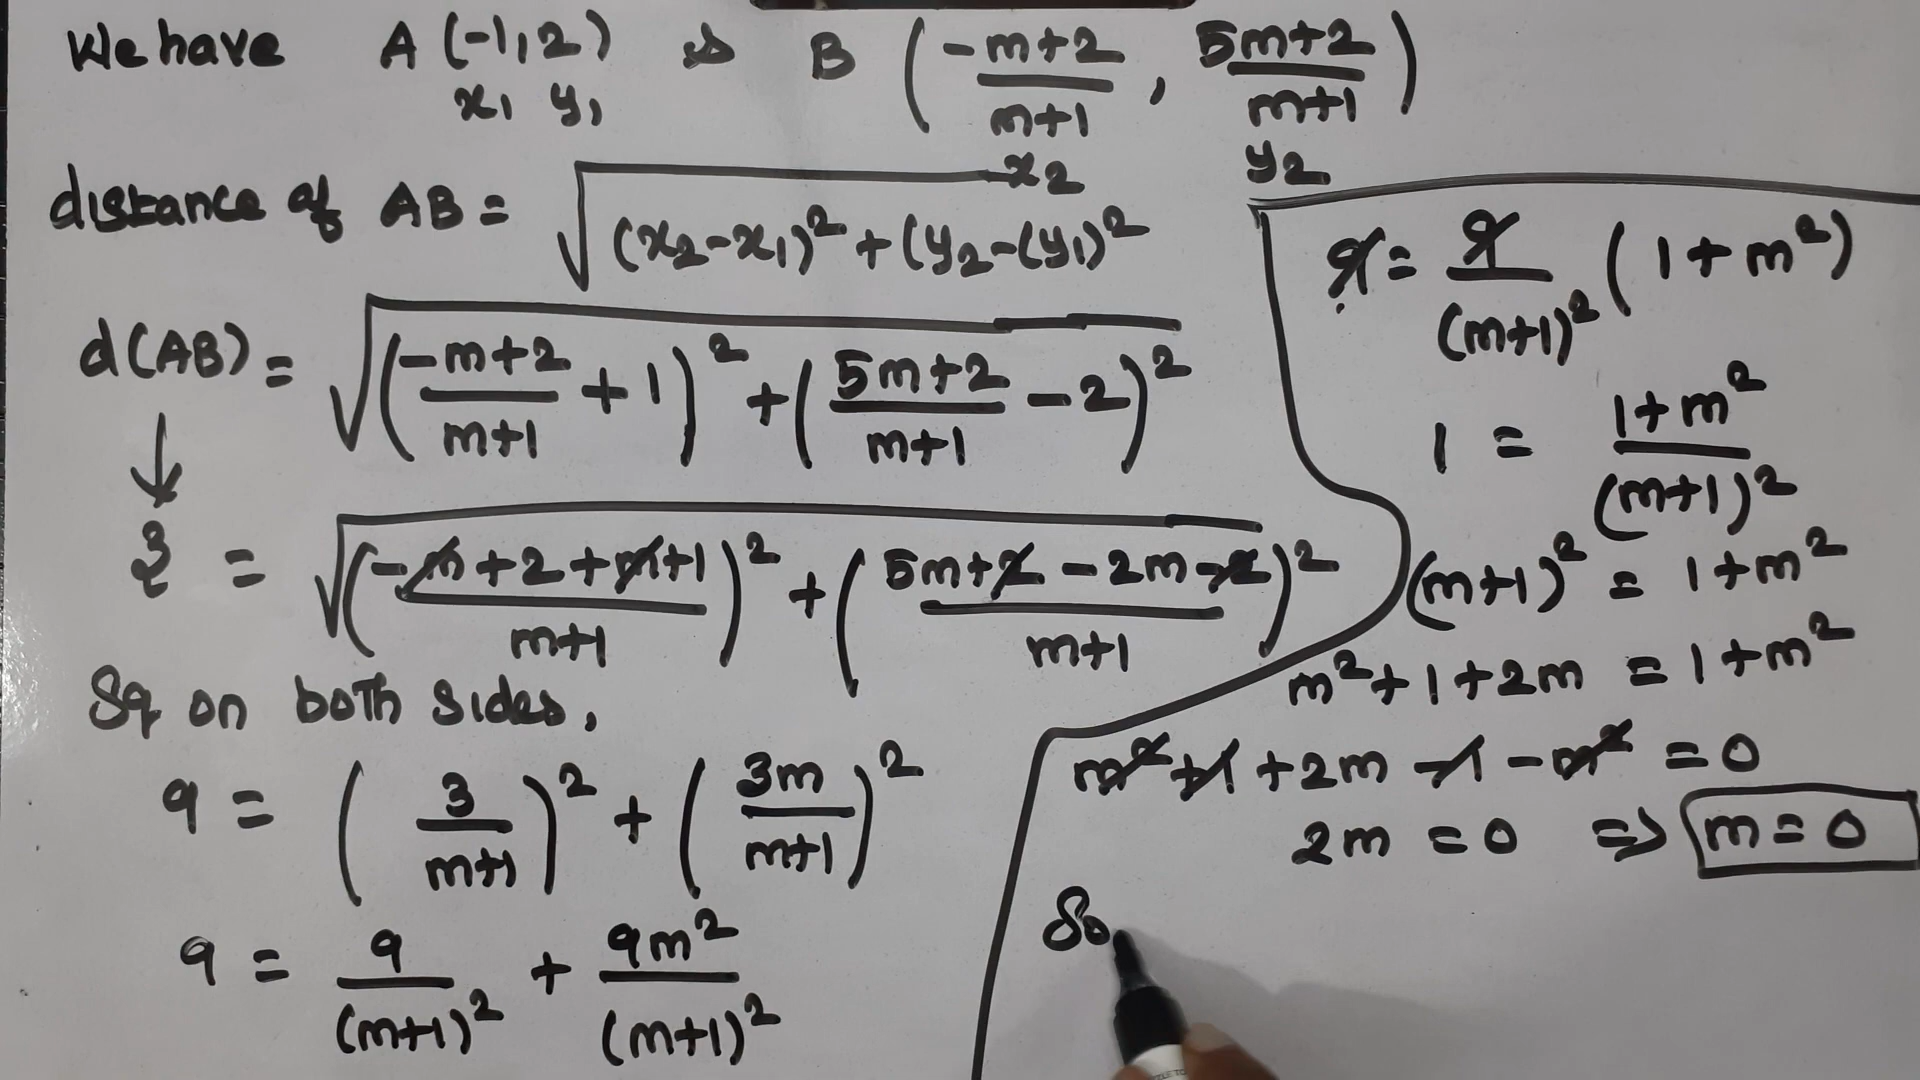 We have A (-1, 2) & B ( (-m+2)/(m+1) , (5m+2)/(m+1) )
x₁ y₁ x₂ y₂
distance of AB = √((x₂-x₁)² + (y₂-(y₁)²
d(AB) = √( ((-m+2)/(m+1) + 1)² + ((5m+2)/(m+1) - 2)² )
↓
3 = √( ((-m+2+m+1)/(m+1))² + ((5m+2-2m-2)/(m+1))² )
Sq on both sides,
9 = ( 3/(m+1) )² + ( 3m/(m+1) )²
9 = 9/(m+1)² + 9m²/(m+1)²
9 = 9/(m+1)² ( 1+m²)
1 = (1+m²)/(m+1)²
(m+1)² = 1+m²
m²+1+2m = 1+m²
m²+1+2m-1-m² = 0
2m = 0 ⇒ m = 0
So